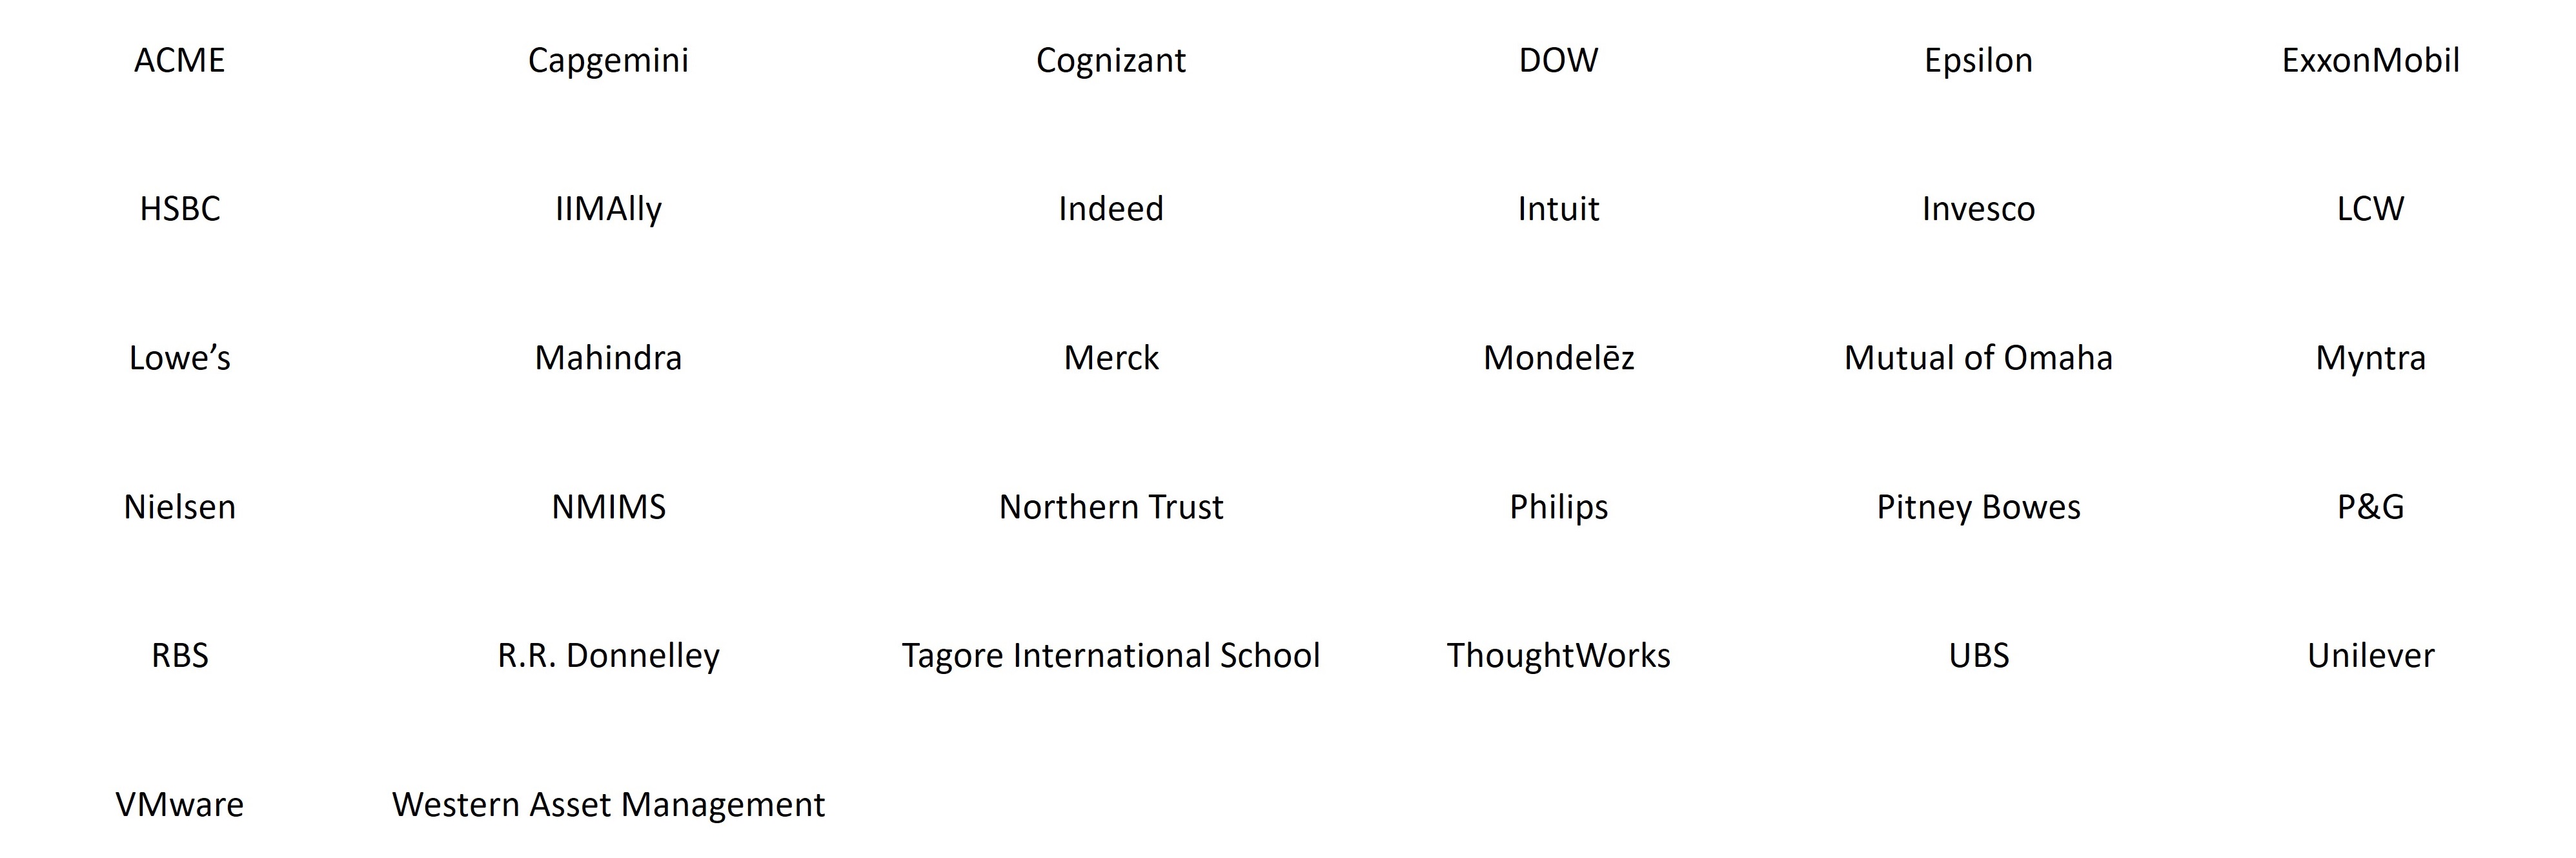 ACME Capgemini Cognizant DOW Epsilon ExxonMobil
HSBC IIMAlly Indeed Intuit Invesco LCW
Lowe’s Mahindra Merck Mondelēz Mutual of Omaha Myntra
Nielsen NMIMS Northern Trust Philips Pitney Bowes P&G
RBS R.R. Donnelley Tagore International School ThoughtWorks UBS Unilever
VMware Western Asset Management